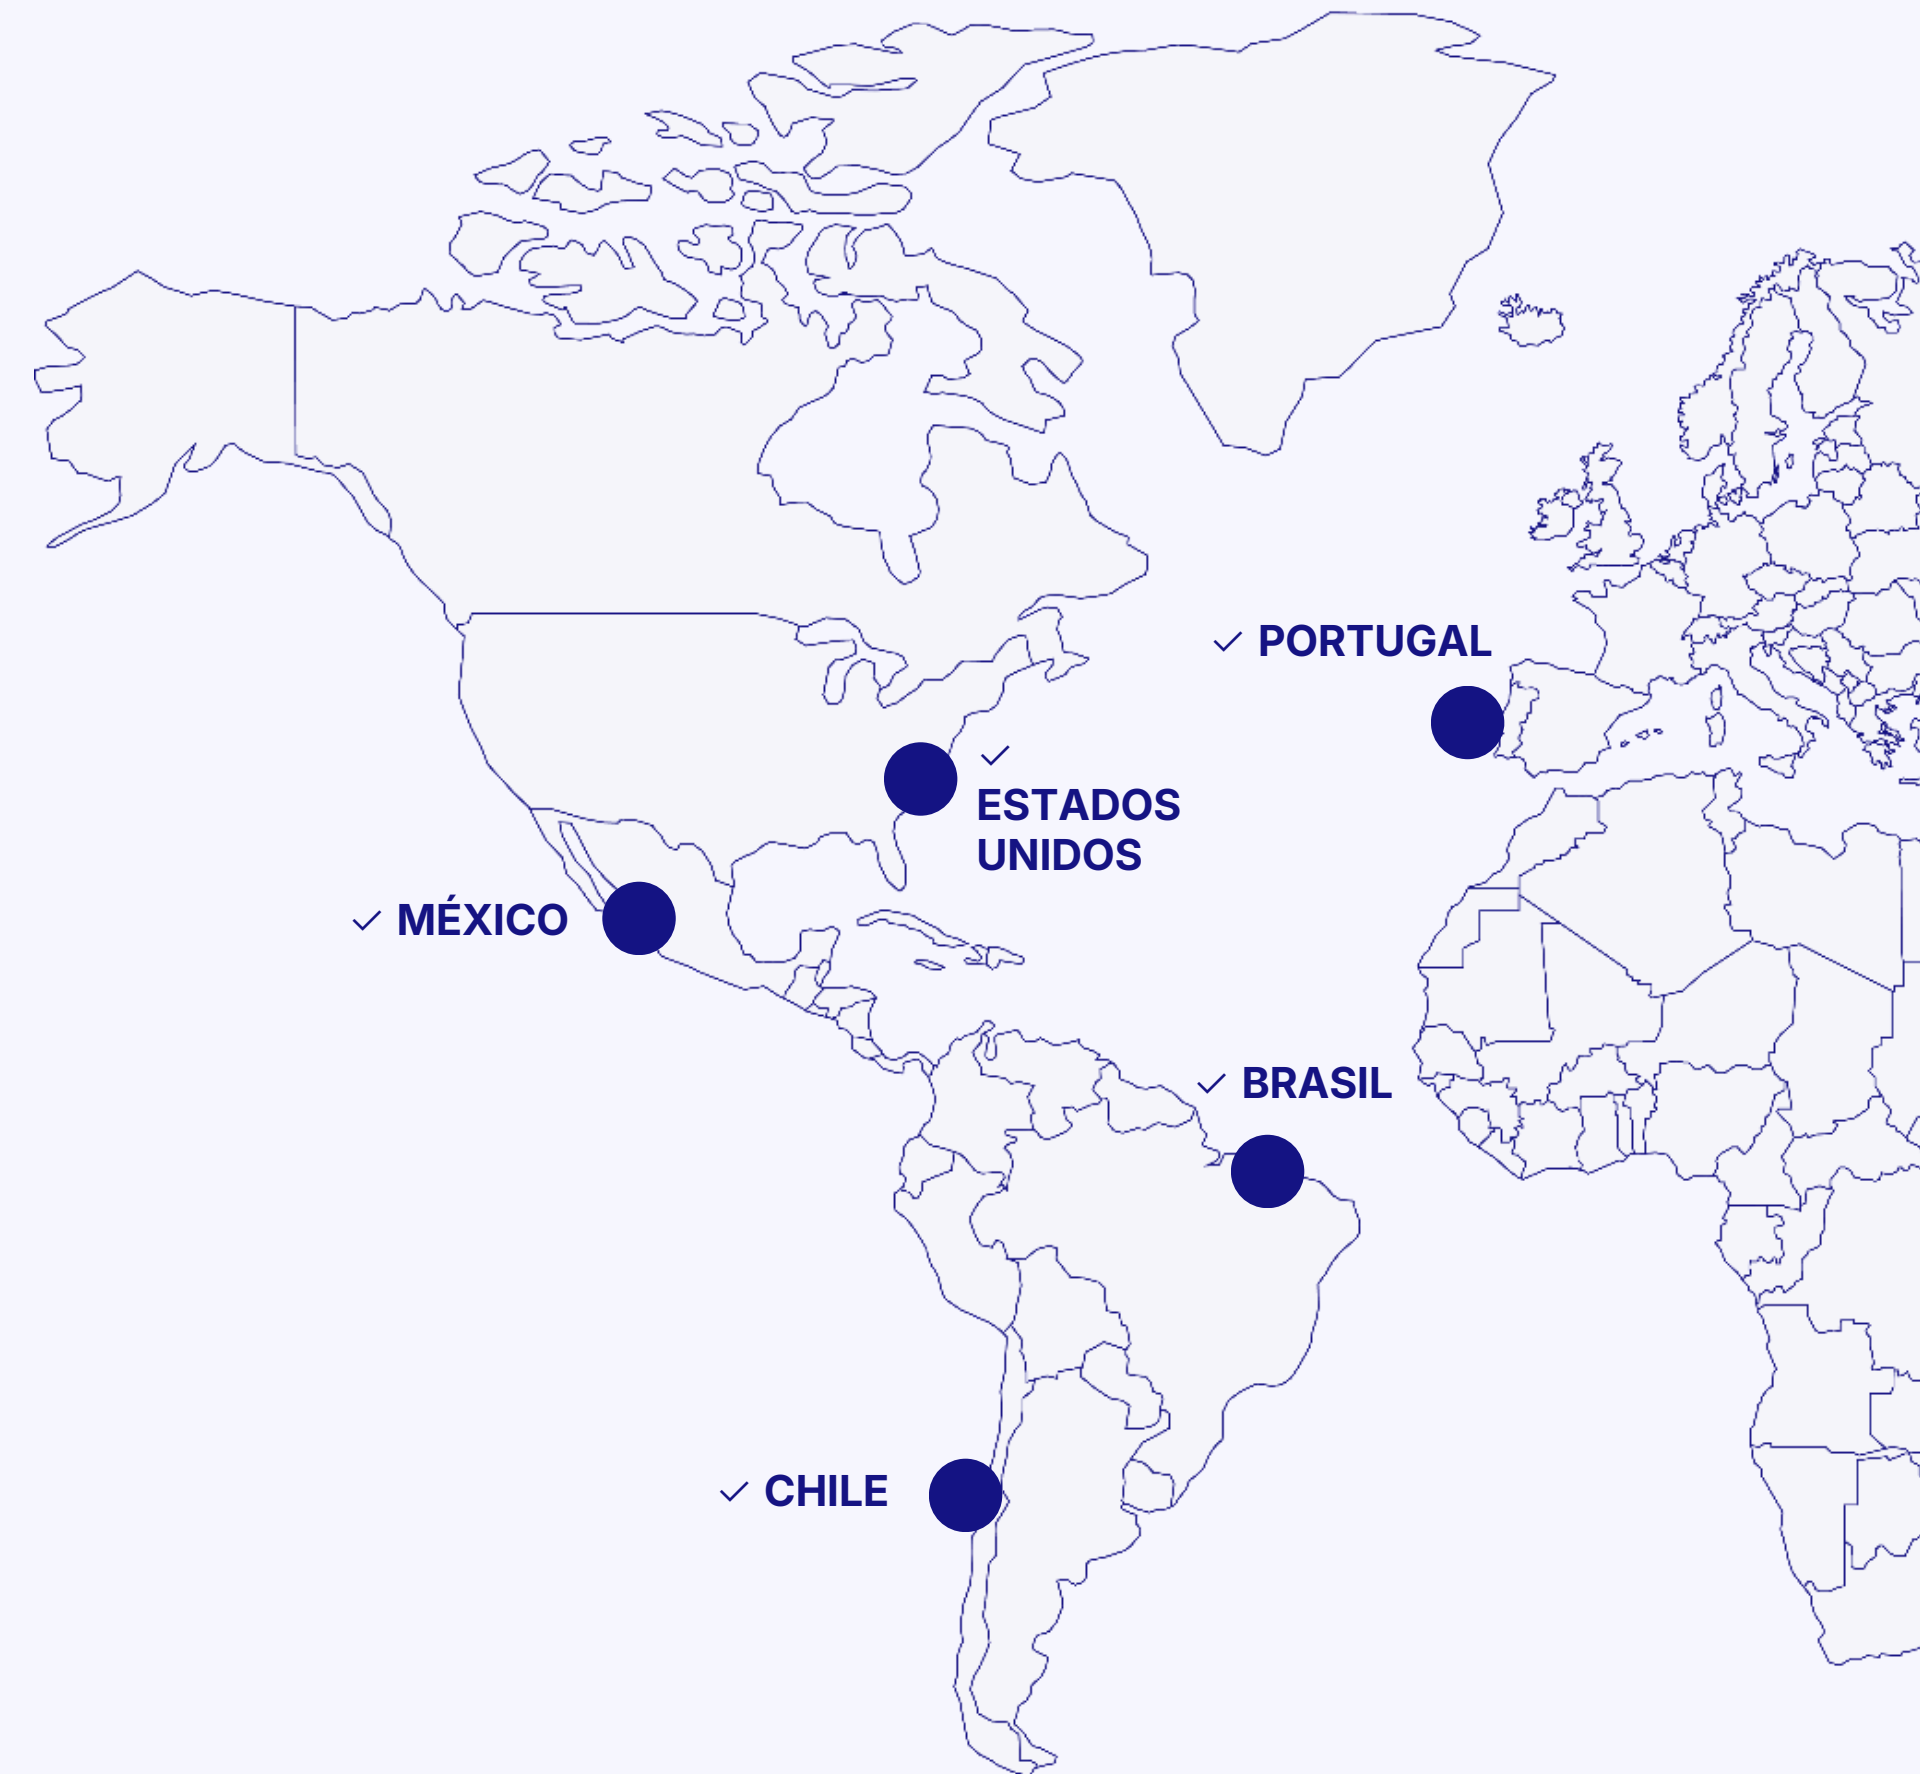 ✓ PORTUGAL
✓
ESTADOS
UNIDOS
✓ MÉXICO
✓ BRASIL
✓ CHILE